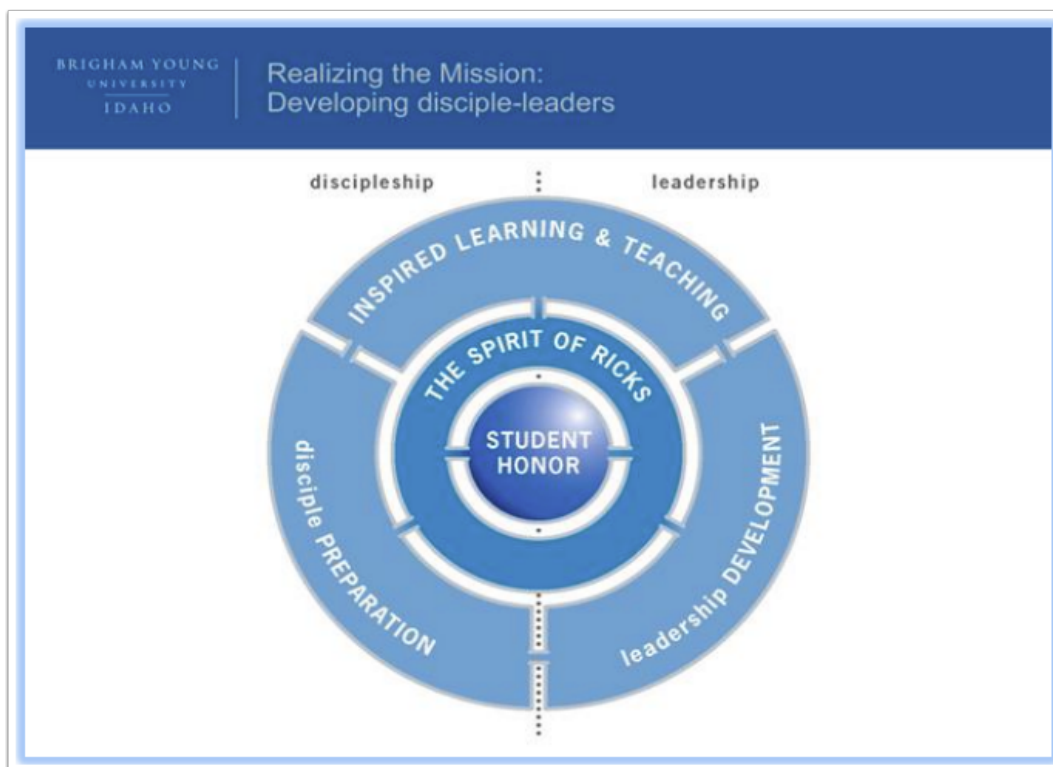 BRIGHAM YOUNG
UNIVERSITY
IDAHO
Realizing the Mission:
Developing disciple-leaders
discipleship
leadership
INSPIRED LEARNING & TEACHING
THE SPIRIT OF RICKS
STUDENT
HONOR
disciple PREPARATION
leadership DEVELOPMENT